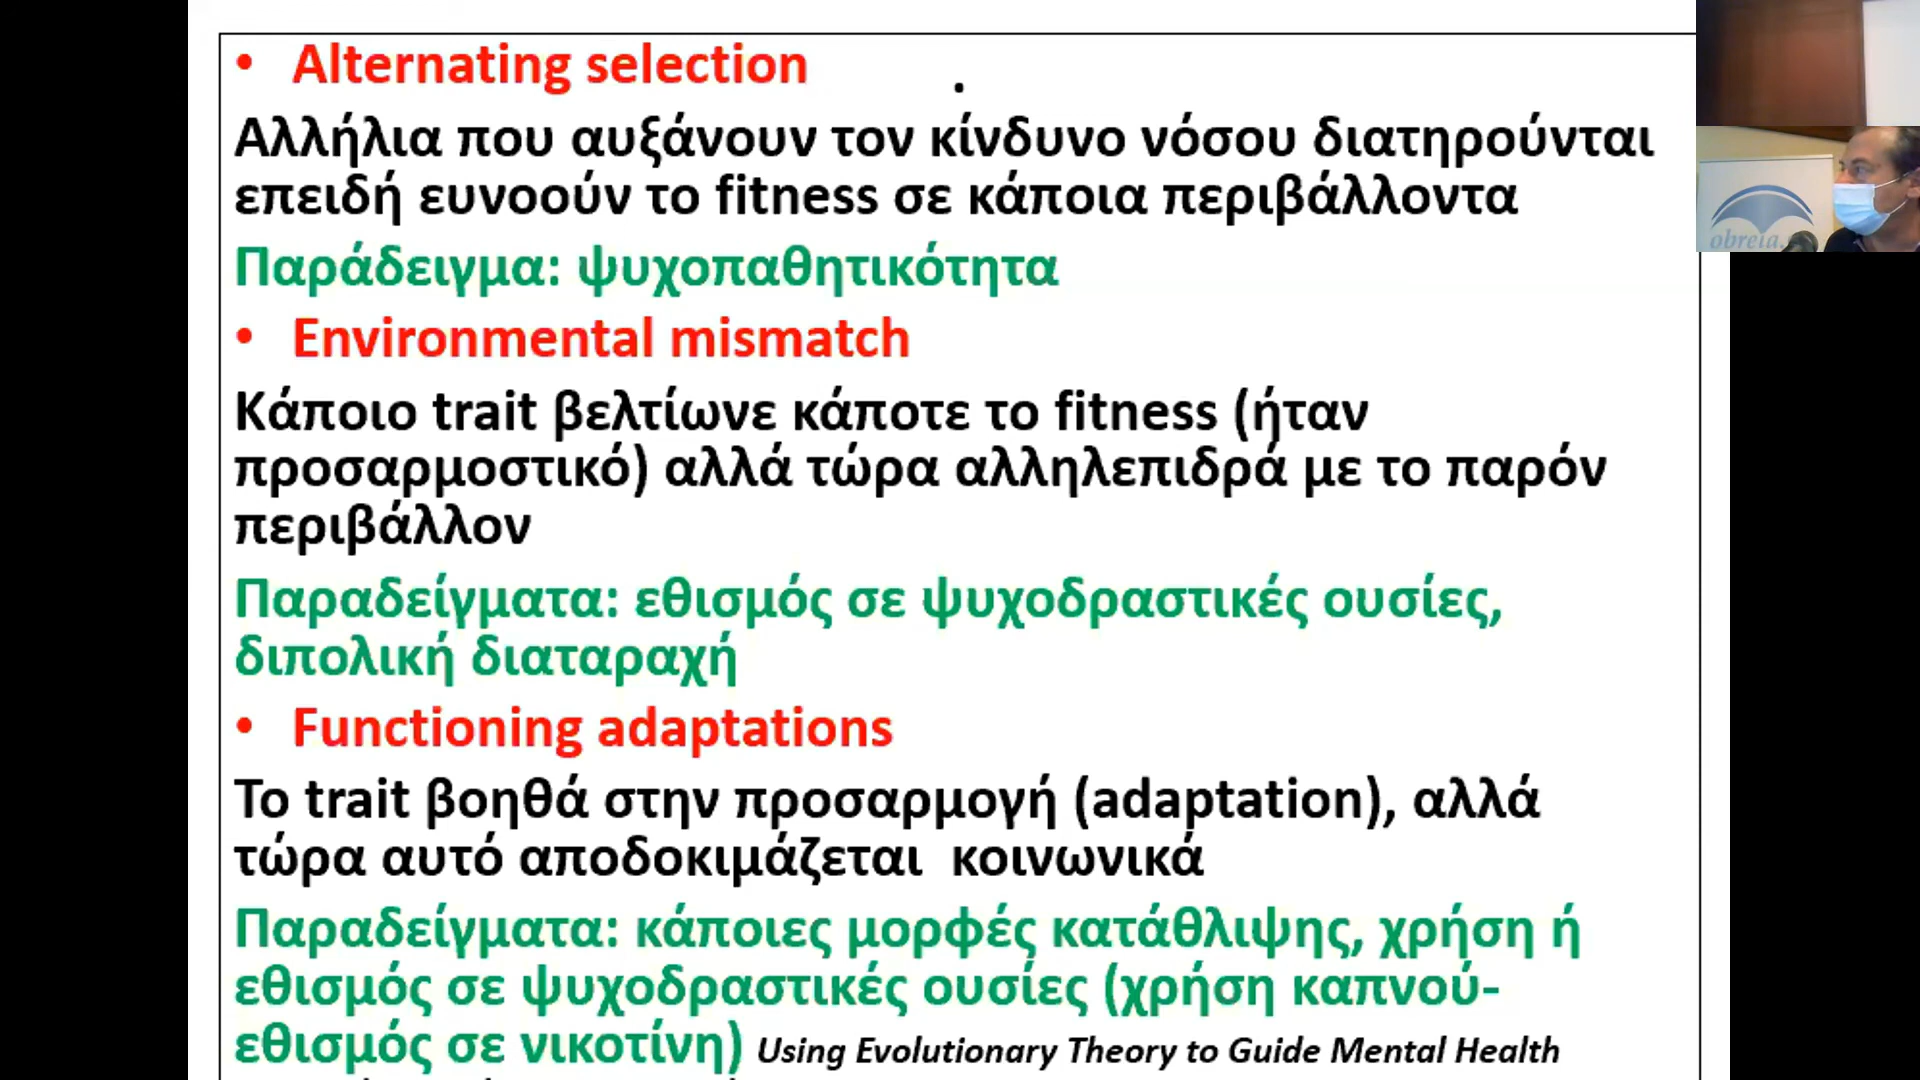 • Alternating selection .
Αλλήλια που αυξάνουν τον κίνδυνο νόσου διατηρούνται
επειδή ευνοούν το fitness σε κάποια περιβάλλοντα
Παράδειγμα: ψυχοπαθητικότητα
• Environmental mismatch
Κάποιο trait βελτίωνε κάποτε το fitness (ήταν
προσαρμοστικό) αλλά τώρα αλληλεπιδρά με το παρόν
περιβάλλον
Παραδείγματα: εθισμός σε ψυχοδραστικές ουσίες,
διπολική διαταραχή
• Functioning adaptations
Το trait βοηθά στην προσαρμογή (adaptation), αλλά
τώρα αυτό αποδοκιμάζεται κοινωνικά
Παραδείγματα: κάποιες μορφές κατάθλιψης, χρήση ή
εθισμός σε ψυχοδραστικές ουσίες (χρήση καπνού-
εθισμός σε νικοτίνη) Using Evolutionary Theory to Guide Mental Health
obreia.